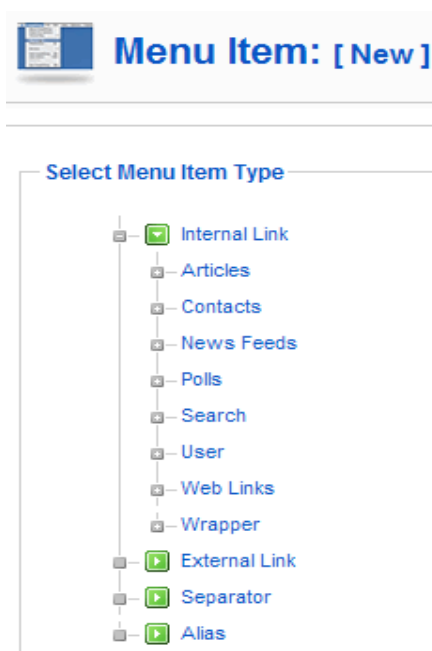 Menu Item: [ New ]
Select Menu Item Type
Internal Link
Articles
Contacts
News Feeds
Polls
Search
User
Web Links
Wrapper
External Link
Separator
Alias